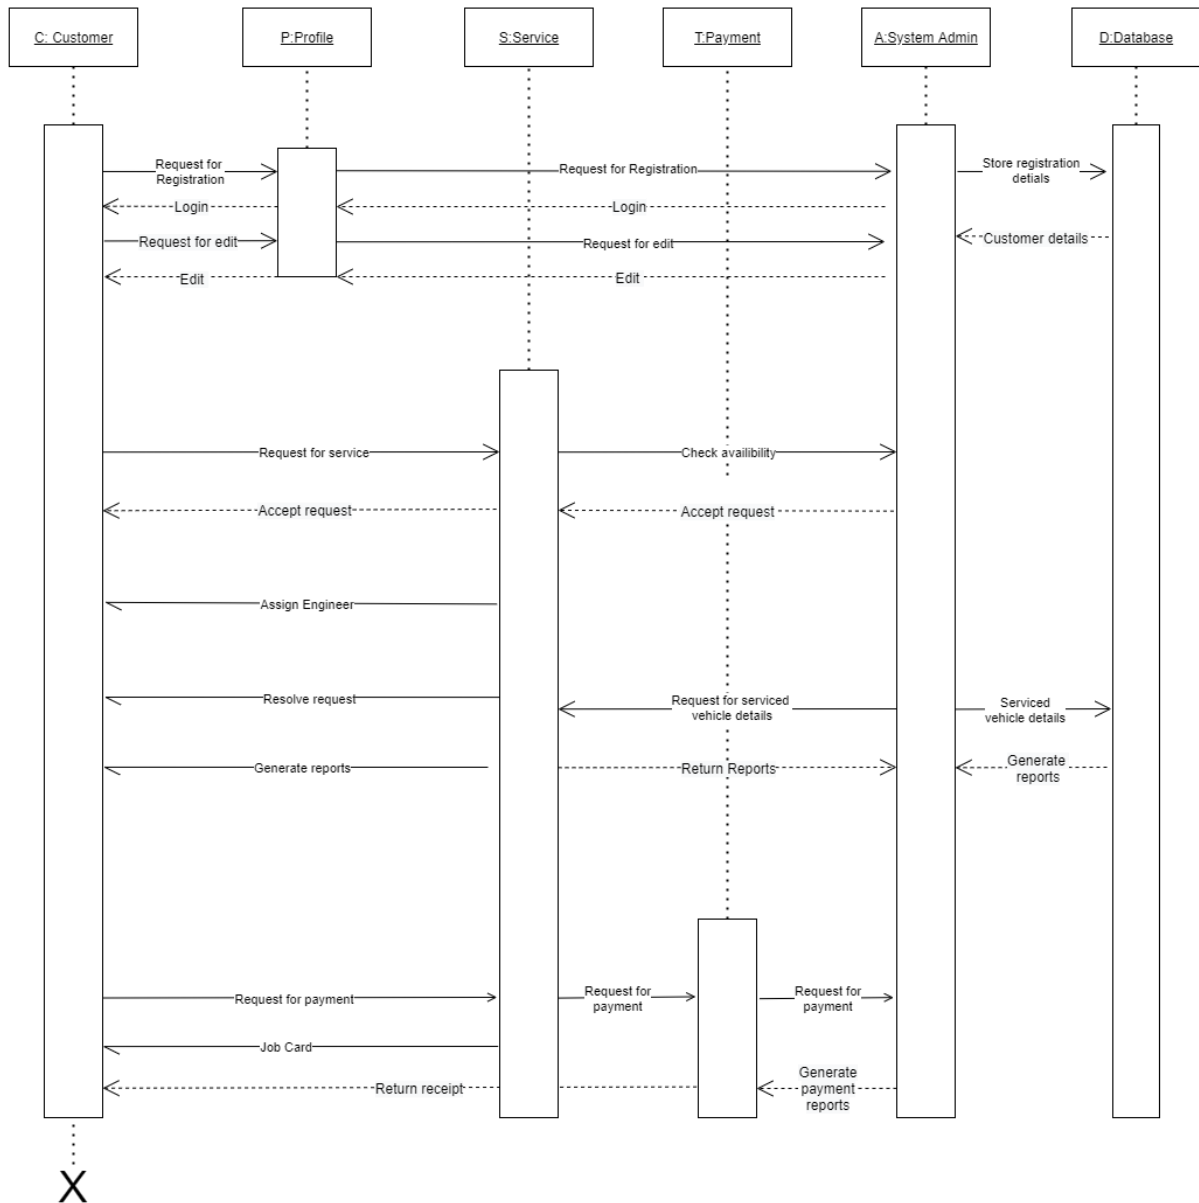 C: Customer
P:Profile
S:Service
T:Payment
A:System Admin
D:Database
Request for
Registration
Request for Registration
Store registration
detials
Login
Login
Request for edit
Request for edit
Customer details
Edit
Edit
Request for service
Check availibility
Accept request
Accept request
Assign Engineer
Resolve request
Request for serviced
vehicle details
Serviced
vehicle details
Generate reports
Return Reports
Generate
reports
Request for payment
Request for
payment
Request for
payment
Job Card
Return receipt
Generate
payment
reports
X